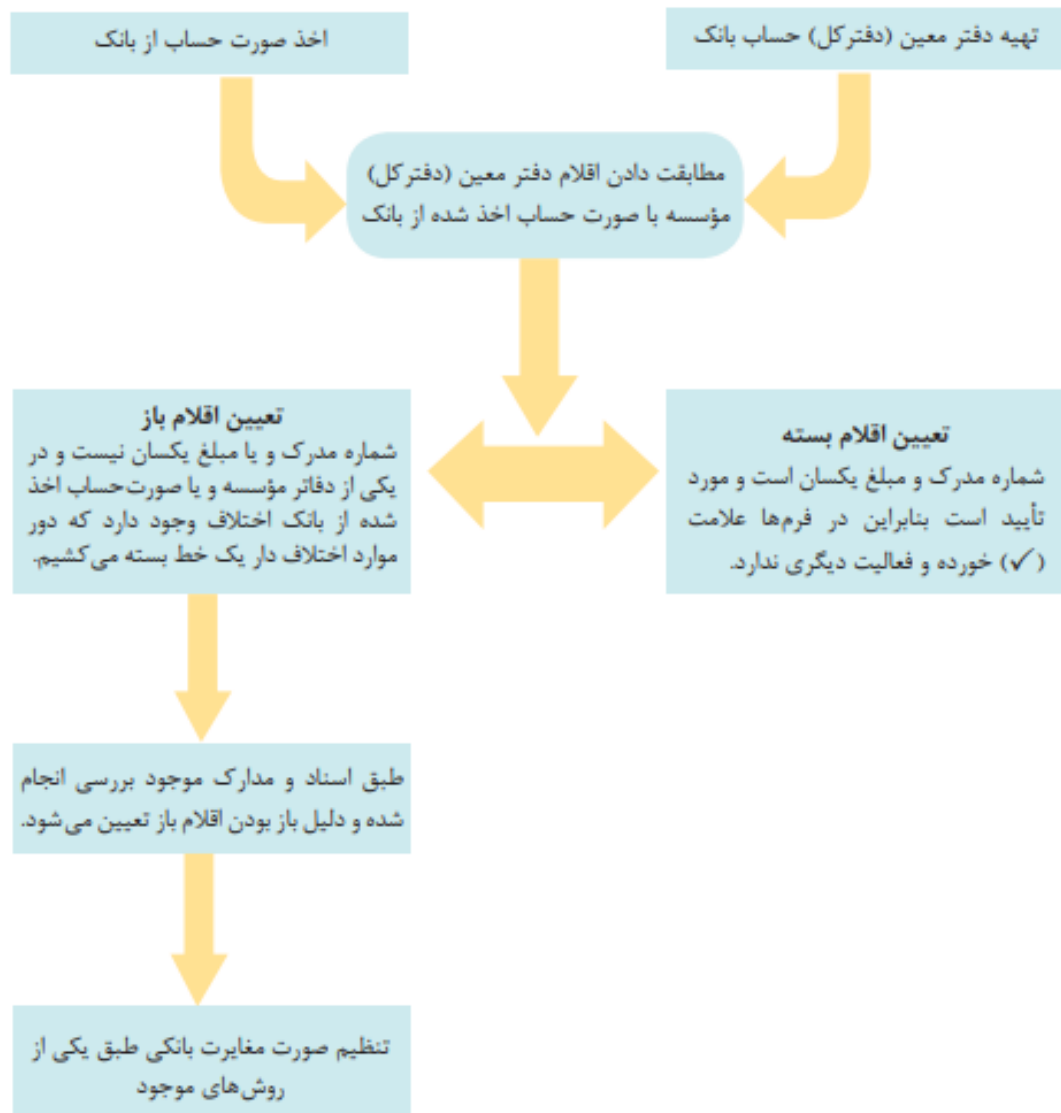 تهیه دفتر معین (دفترکل) حساب بانک
اخذ صورت حساب از بانک
مطابقت دادن اقلام دفتر معین (دفترکل)
مؤسسه با صورت حساب اخذ شده از بانک
تعیین اقلام بسته
شماره مدرک و مبلغ یکسان است و مورد
تأیید است بنابراین در فرم‌ها علامت
(✓) خورده و فعالیت دیگری ندارد.
تعیین اقلام باز
شماره مدرک و یا مبلغ یکسان نیست و در
یکی از دفاتر مؤسسه و یا صورت‌حساب اخذ
شده از بانک اختلاف وجود دارد که دور
موارد اختلاف دار یک خط بسته می‌کشیم.
طبق اسناد و مدارک موجود بررسی انجام
شده و دلیل باز بودن اقلام باز تعیین می‌شود.
تنظیم صورت مغایرت بانکی طبق یکی از
روش‌های موجود